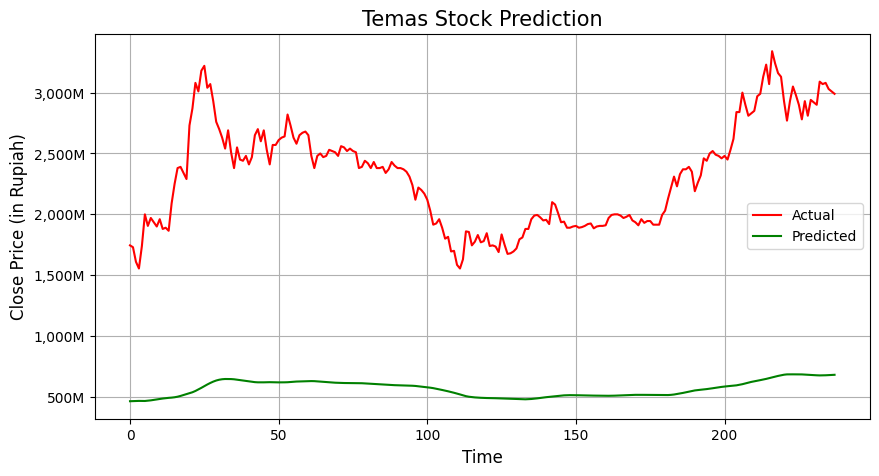 Temas Stock Prediction
Close Price (in Rupiah)
3,000M
2,500M
2,000M
1,500M
1,000M
500M
Actual
Predicted
0
50
100
150
200
Time